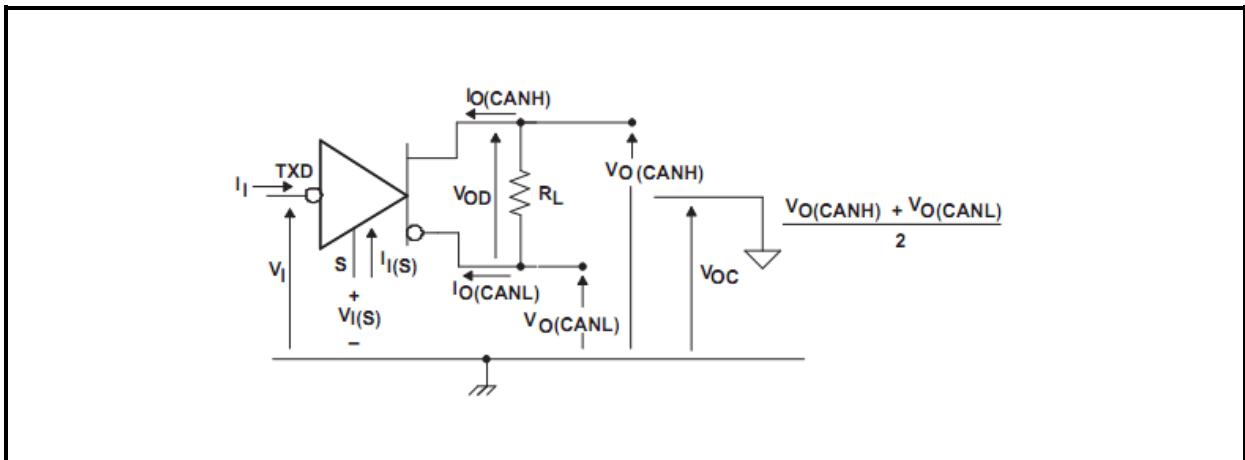 IO(CANH)
TXD
II
VO(CANH)
VOD
RL
VO(CANH) + VO(CANL)
2
S
II(S)
VI
VOC
IO(CANL)
+
VI(S)
–
VO(CANL)